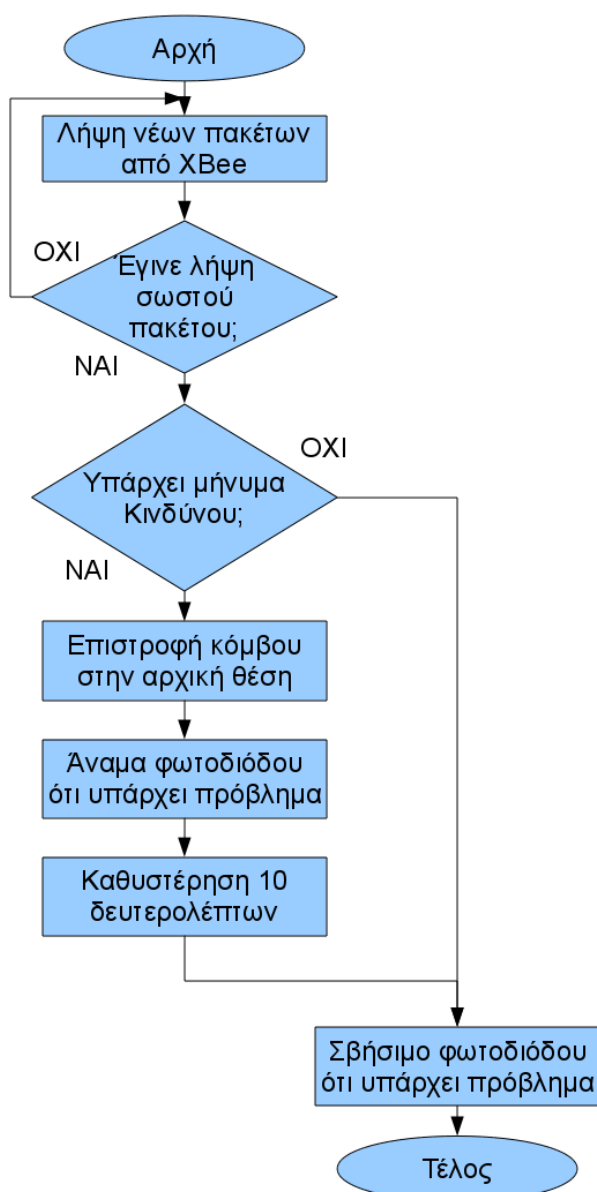 Αρχή
Λήψη νέων πακέτων
από XBee
ΟΧΙ
Έγινε λήψη
σωστού
πακέτου;
ΝΑΙ
ΟΧΙ
Υπάρχει μήνυμα
Κινδύνου;
ΝΑΙ
Επιστροφή κόμβου
στην αρχική θέση
Άναμα φωτοδιόδου
ότι υπάρχει πρόβλημα
Καθυστέρηση 10
δευτερολέπτων
Σβήσιμο φωτοδιόδου
ότι υπάρχει πρόβλημα
Τέλος